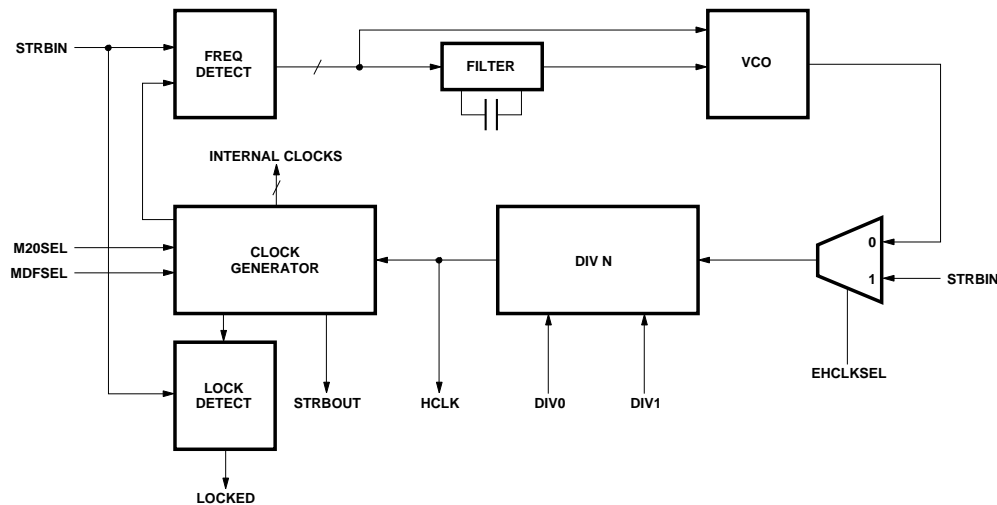 STRBIN
FREQ
DETECT
FILTER
VCO
INTERNAL CLOCKS
M20SEL
MDFSEL
CLOCK
GENERATOR
DIV N
0
1
STRBIN
EHCLKSEL
LOCK
DETECT
STRBOUT
HCLK
DIV0
DIV1
LOCKED